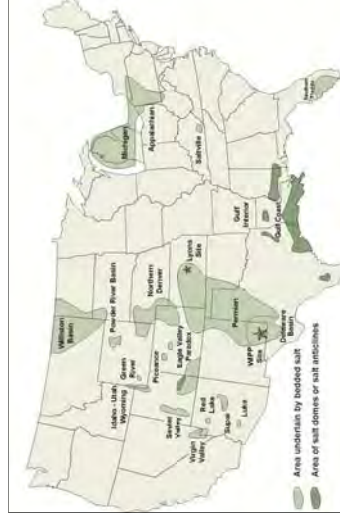 Williston
Basin
Powder River Basin
Idaho - Utah
Wyoming
Green
River
Northern
Denver
Michigan
Appalachian
Sevier
Valley
Piceance
Eagle Valley
Paradox
Lyons
Site
Saltville
Virgin
Valley
Red
Lake
Supai
Luke
Permian
Gulf
Interior
WIPP
Site
Delaware
Basin
Gulf Coast
Florida
Area underlain by bedded salt
Area of salt domes or salt anticlines